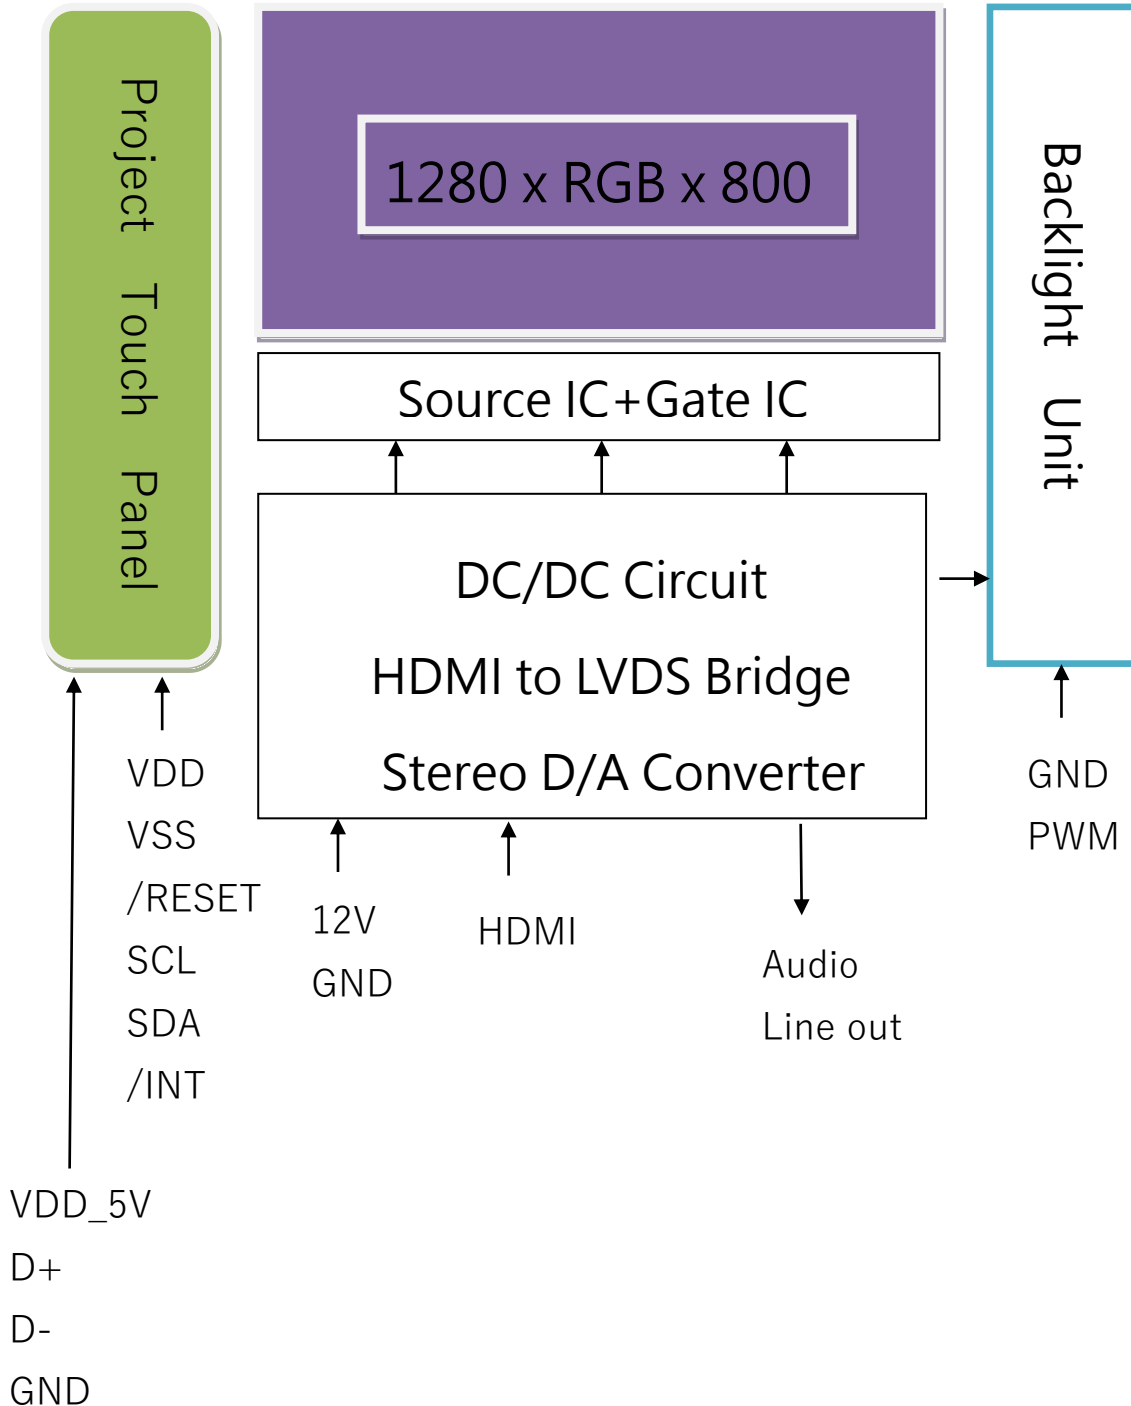 Project Touch Panel
1280 x RGB x 800
Backlight Unit
Source IC+Gate IC
DC/DC Circuit
HDMI to LVDS Bridge
Stereo D/A Converter
VDD
VSS
/RESET
SCL
SDA
/INT
12V
GND
HDMI
Audio
Line out
GND
PWM
VDD_5V
D+
D-
GND